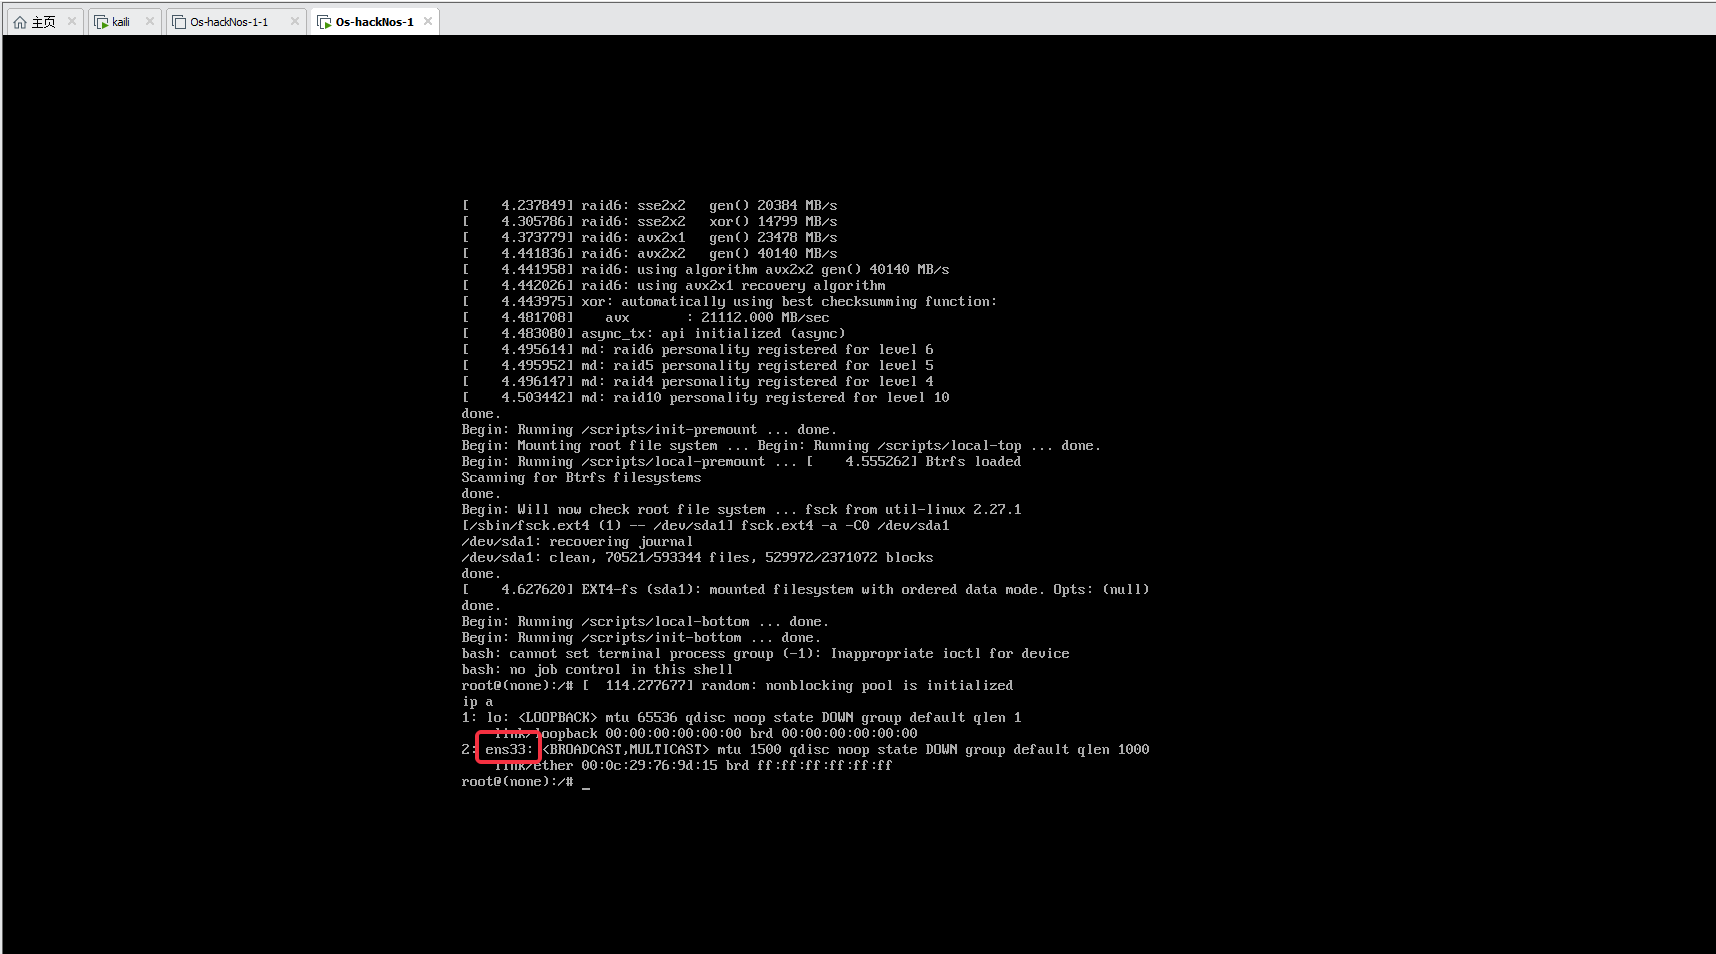 主页 kaili Os-hackNos-1-1 Os-hackNos-1
[    4.237849] raid6: sse2x2   gen() 20384 MB/s
[    4.305786] raid6: sse2x2   xor() 14799 MB/s
[    4.373779] raid6: avx2x1   gen() 23478 MB/s
[    4.441836] raid6: avx2x2   gen() 40140 MB/s
[    4.441958] raid6: using algorithm avx2x2 gen() 40140 MB/s
[    4.442026] raid6: using avx2x1 recovery algorithm
[    4.443975] xor: automatically using best checksumming function:
[    4.481708]    avx       : 21112.000 MB/sec
[    4.483080] async_tx: api initialized (async)
[    4.495614] md: raid6 personality registered for level 6
[    4.495952] md: raid5 personality registered for level 5
[    4.496147] md: raid4 personality registered for level 4
[    4.503442] md: raid10 personality registered for level 10
done.
Begin: Running /scripts/init-premount ... done.
Begin: Mounting root file system ... Begin: Running /scripts/local-top ... done.
Begin: Running /scripts/local-premount ... [    4.555262] Btrfs loaded
Scanning for Btrfs filesystems
done.
Begin: Will now check root file system ... fsck from util-linux 2.27.1
[/sbin/fsck.ext4 (1) -- /dev/sda1] fsck.ext4 -a -C0 /dev/sda1
/dev/sda1: recovering journal
/dev/sda1: clean, 70521/593344 files, 529972/2371072 blocks
done.
[    4.627620] EXT4-fs (sda1): mounted filesystem with ordered data mode. Opts: (null)
done.
Begin: Running /scripts/local-bottom ... done.
Begin: Running /scripts/init-bottom ... done.
bash: cannot set terminal process group (-1): Inappropriate ioctl for device
bash: no job control in this shell
root@(none):/# [  114.277677] random: nonblocking pool is initialized
ip a
1: lo: <LOOPBACK> mtu 65536 qdisc noop state DOWN group default qlen 1
    link/loopback 00:00:00:00:00:00 brd 00:00:00:00:00:00
2: ens33: <BROADCAST,MULTICAST> mtu 1500 qdisc noop state DOWN group default qlen 1000
    link/ether 00:0c:29:76:9d:15 brd ff:ff:ff:ff:ff:ff
root@(none):/# _